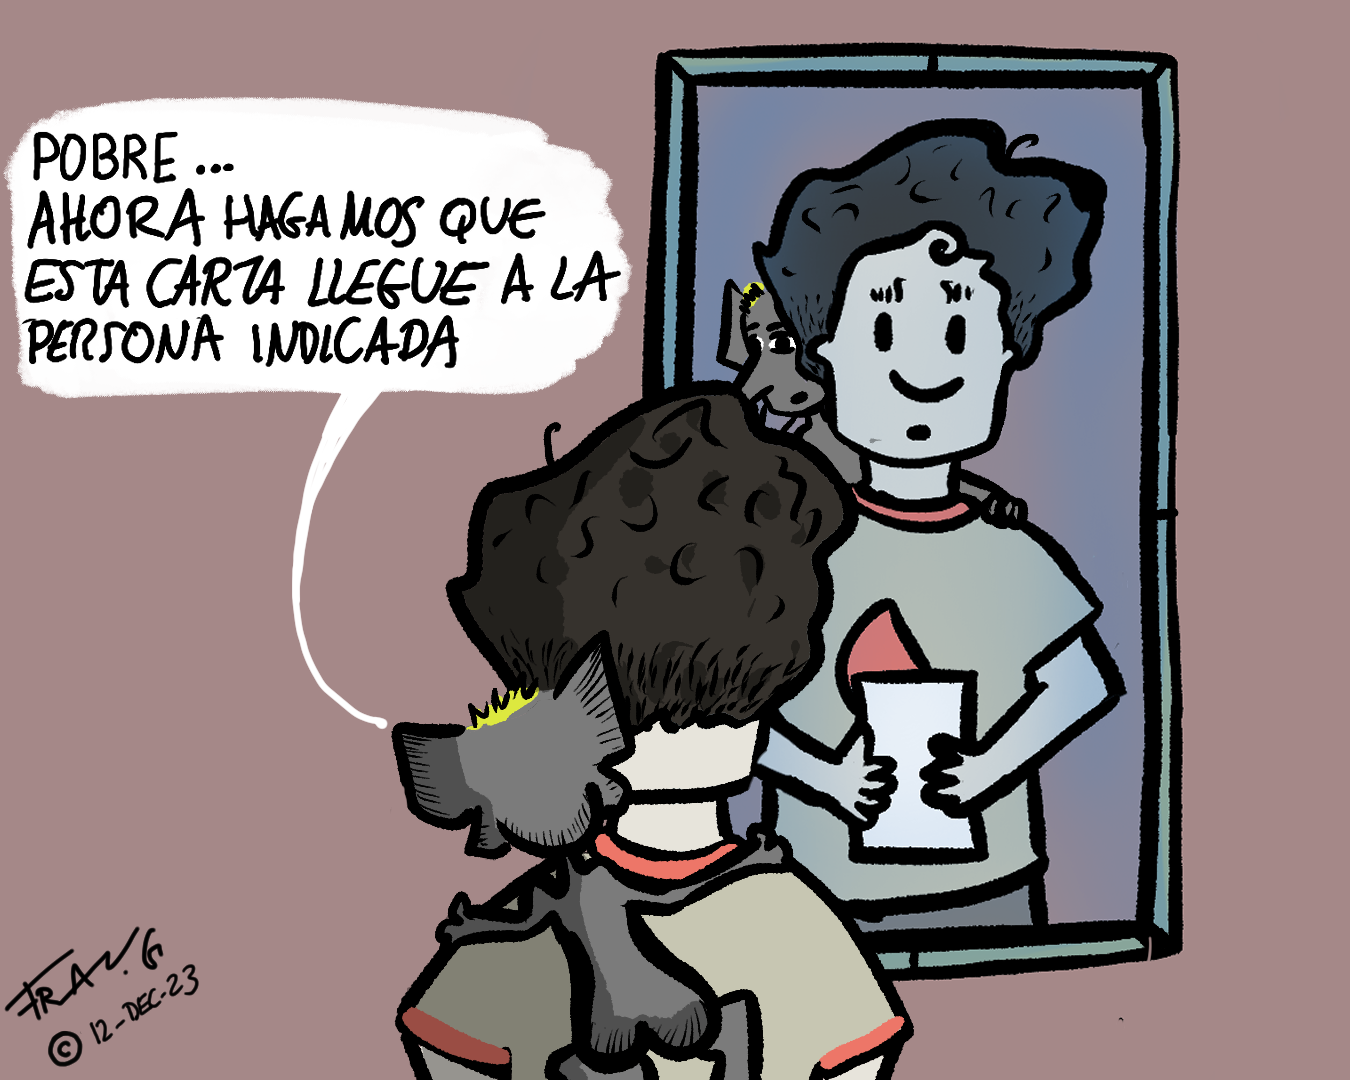 POBRE...
AHORA HAGAMOS QUE
ESTA CARTA LLEGUE A LA
PERSONA INDICADA
FRAN.G
© 12-DEC-23